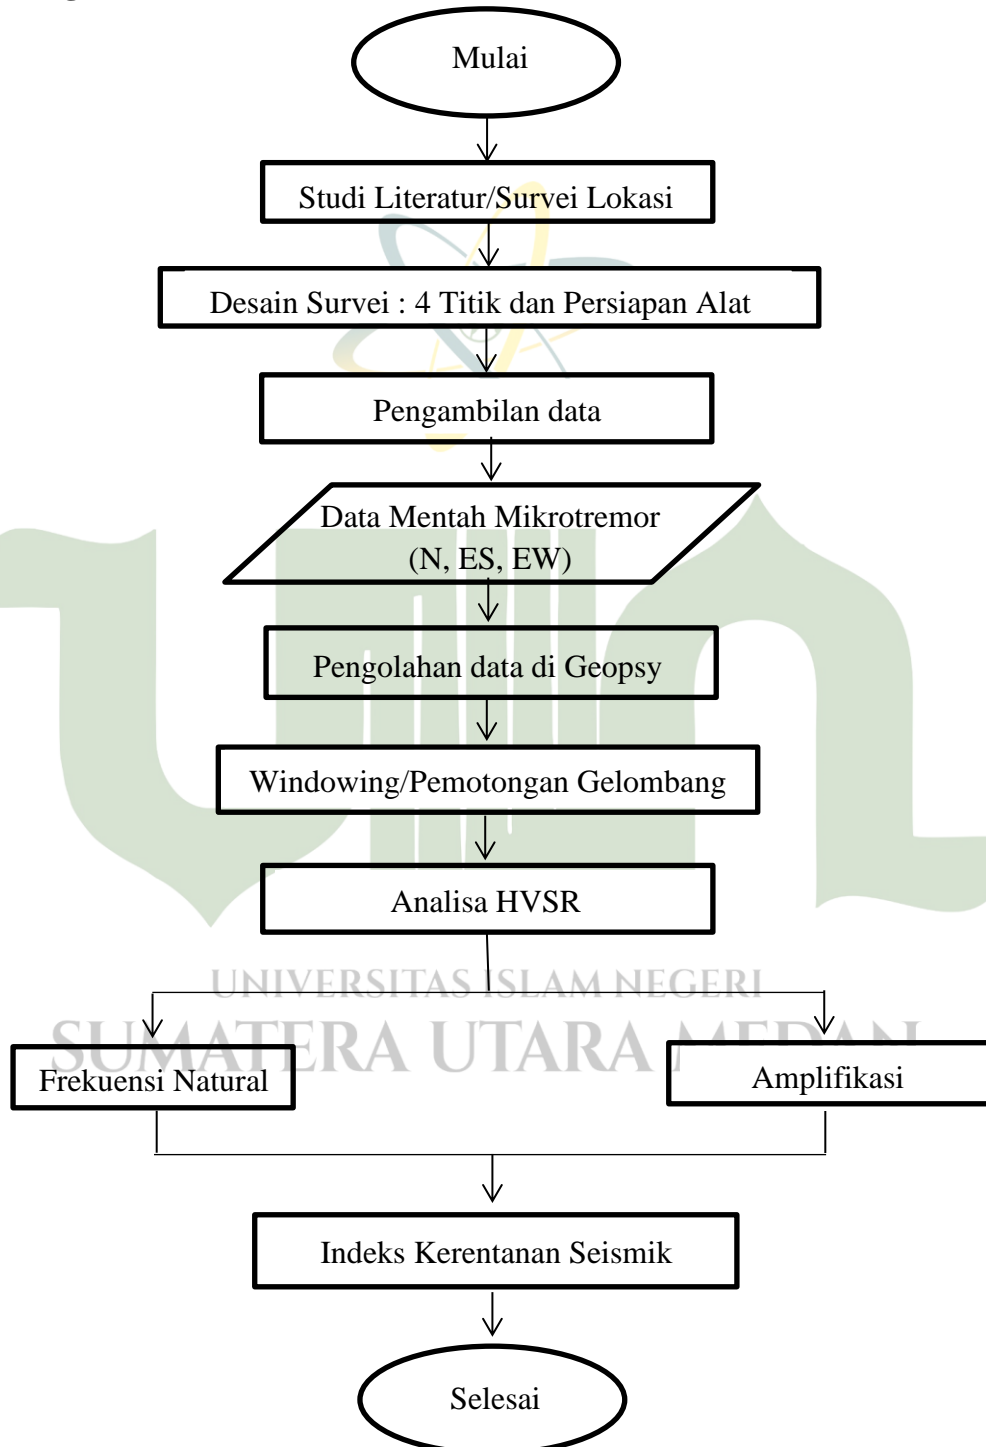 Mulai
Studi Literatur/Survei Lokasi
Desain Survei : 4 Titik dan Persiapan Alat
Pengambilan data
Data Mentah Mikrotremor
(N, ES, EW)
Pengolahan data di Geopsy
Windowing/Pemotongan Gelombang
Analisa HVSR
UNIVERSITAS ISLAM NEGERI
SUMATERA UTARA MEDAN
Frekuensi Natural
Amplifikasi
Indeks Kerentanan Seismik
Selesai